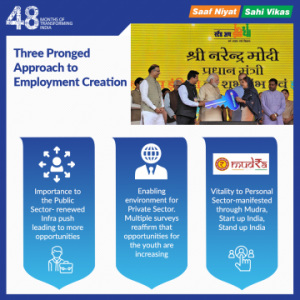 48 MONTHS OF
TRANSFORMING
INDIA
Saaf Niyat
Sahi Vikas
Three Pronged
Approach to
Employment Creation
श्री नरेन्द्र मोदी
प्रधान मंत्री
Importance to
the Public
Sector- renewed
Infra push
leading to more
opportunities
Enabling
environment for
Private Sector.
Multiple surveys
reaffirm that
opportunities for
the youth are
increasing
MUDRA
Vitality to Personal
Sector-manifested
through Mudra,
Start up India,
Stand up India